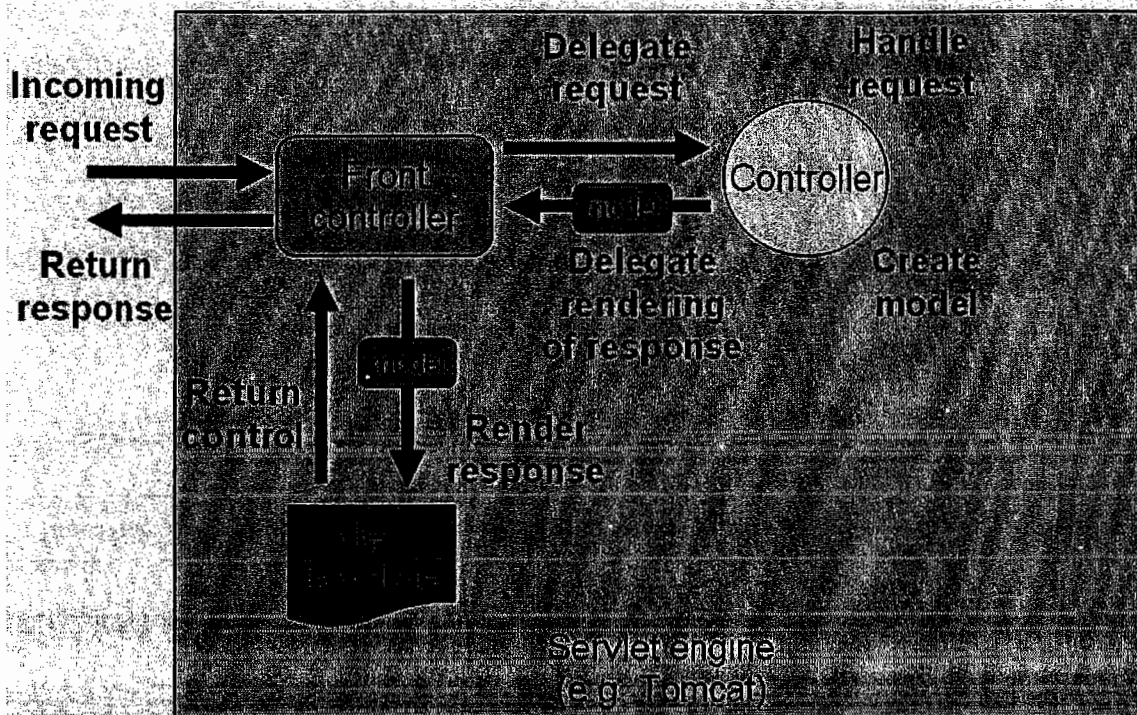 Incoming
request
Return
response
Delegate
request
Handle
request
Front
controller
Controller
model
Delegate
rendering
of response
Create
model
model
Return
control
Render
response
Servlet engine
(e.g. Tomcat)